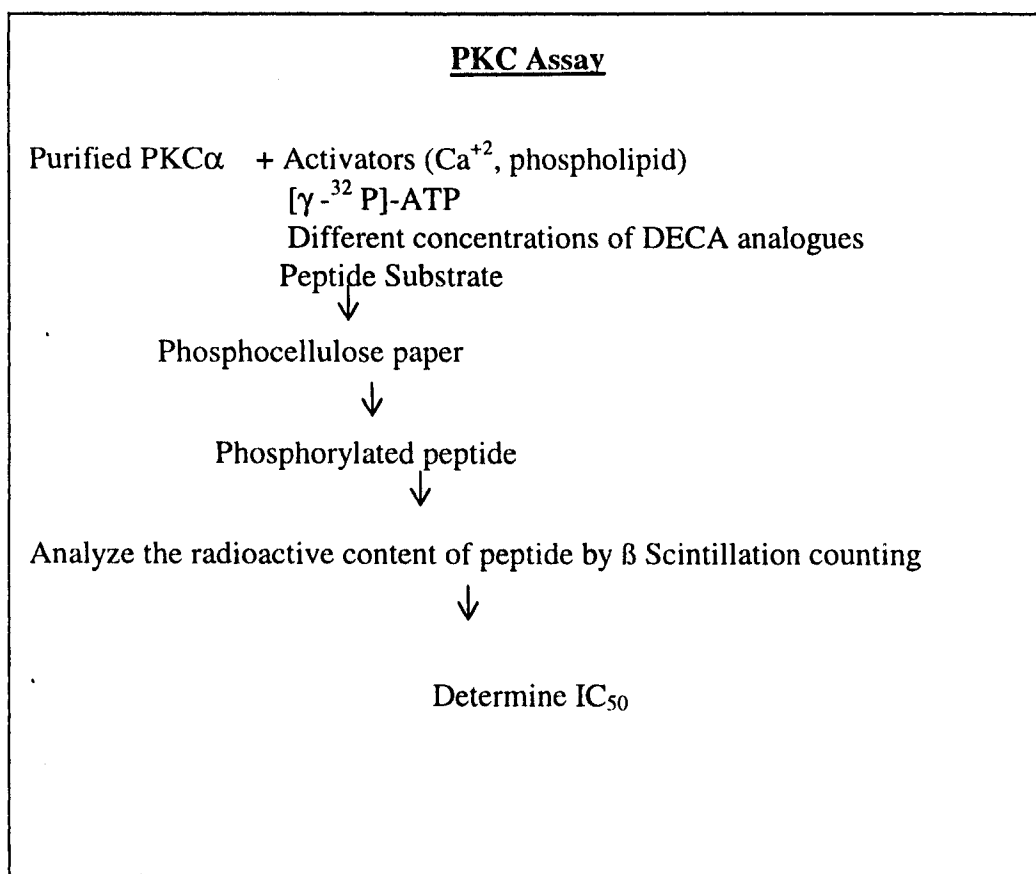 PKC Assay
Purified PKCα + Activators (Ca⁺², phospholipid)
[γ-³² P]-ATP
Different concentrations of DECA analogues
Peptide Substrate
Phosphocellulose paper
Phosphorylated peptide
Analyze the radioactive content of peptide by ß Scintillation counting
Determine IC₅₀